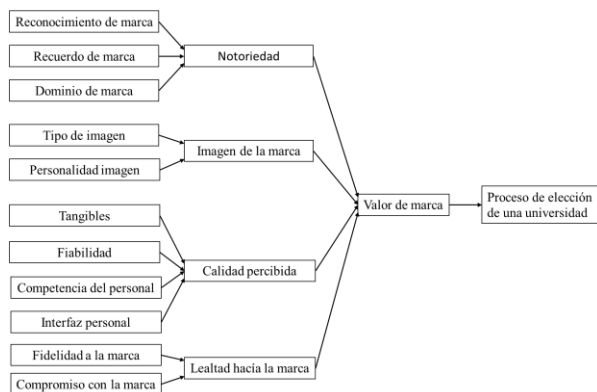 Reconocimiento de marca
Recuerdo de marca
Dominio de marca
Notoriedad
Tipo de imagen
Personalidad imagen
Imagen de la marca
Tangibles
Fiabilidad
Competencia del personal
Interfaz personal
Calidad percibida
Fidelidad a la marca
Compromiso con la marca
Lealtad hacía la marca
Valor de marca
Proceso de elección
de una universidad